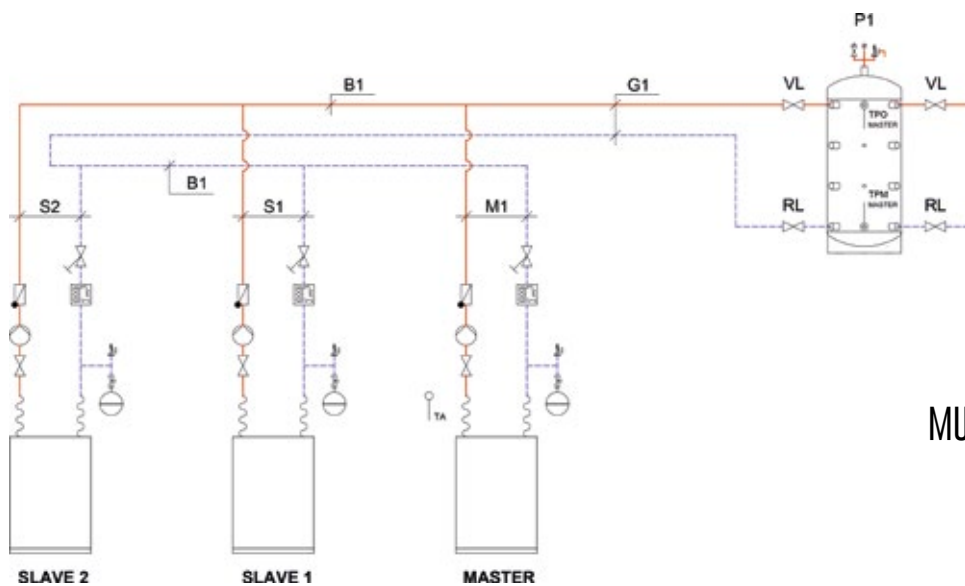 P1
B1 G1 VL VL
TPO
MASTER
B1
S2 S1 M1 TPM
MASTER
RL RL
TA
MU
SLAVE 2 SLAVE 1 MASTER